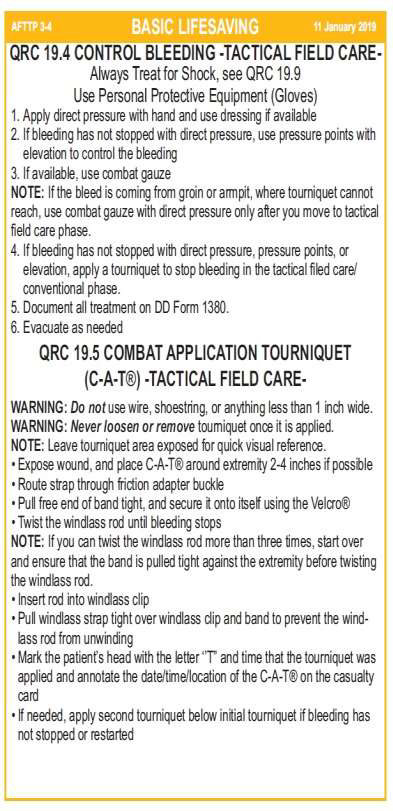 AFTTP 3-4 BASIC LIFESAVING 11 January 2019
QRC 19.4 CONTROL BLEEDING -TACTICAL FIELD CARE-
Always Treat for Shock, see QRC 19.9
Use Personal Protective Equipment (Gloves)
1. Apply direct pressure with hand and use dressing if available
2. If bleeding has not stopped with direct pressure, use pressure points with
elevation to control the bleeding
3. If available, use combat gauze
NOTE: If the bleed is coming from groin or armpit, where tourniquet cannot
reach, use combat gauze with direct pressure only after you move to tactical
field care phase.
4. If bleeding has not stopped with direct pressure, pressure points, or
elevation, apply a tourniquet to stop bleeding in the tactical filed care/
conventional phase.
5. Document all treatment on DD Form 1380.
6. Evacuate as needed
QRC 19.5 COMBAT APPLICATION TOURNIQUET
(C-A-T®) -TACTICAL FIELD CARE-
WARNING: Do not use wire, shoestring, or anything less than 1 inch wide.
WARNING: Never loosen or remove tourniquet once it is applied.
NOTE: Leave tourniquet area exposed for quick visual reference.
• Expose wound, and place C-A-T® around extremity 2-4 inches if possible
• Route strap through friction adapter buckle
• Pull free end of band tight, and secure it onto itself using the Velcro®
• Twist the windlass rod until bleeding stops
NOTE: If you can twist the windlass rod more than three times, start over
and ensure that the band is pulled tight against the extremity before twisting
the windlass rod.
• Insert rod into windlass clip
• Pull windlass strap tight over windlass clip and band to prevent the wind-
lass rod from unwinding
• Mark the patient's head with the letter "T" and time that the tourniquet was
applied and annotate the date/time/location of the C-A-T® on the casualty
card
• If needed, apply second tourniquet below initial tourniquet if bleeding has
not stopped or restarted